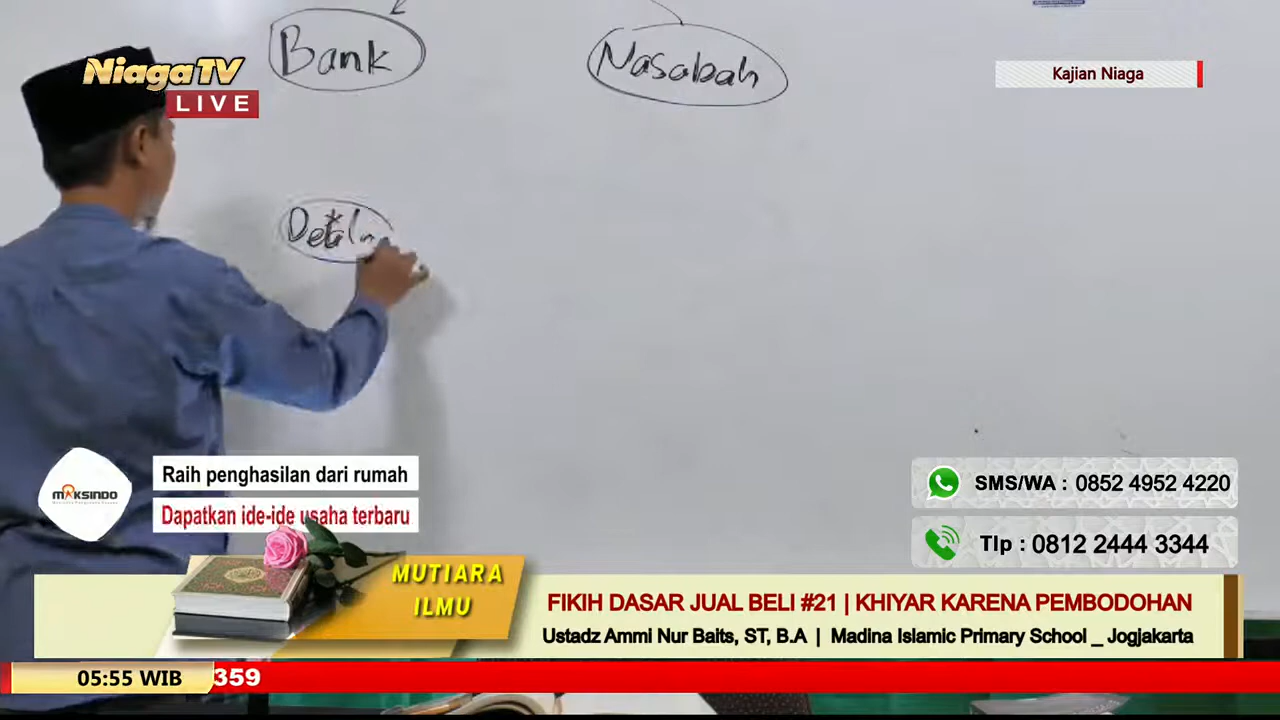 Bank
Nasabah
NiagaTV
LIVE
Kajian Niaga
Raih penghasilan dari rumah
Dapatkan ide-ide usaha terbaru
MAKSINDO
SMS/WA : 0852 4952 4220
Tlp : 0812 2444 3344
MUTIARA
ILMU
FIKIH DASAR JUAL BELI #21 | KHIYAR KARENA PEMBODOHAN
Ustadz Ammi Nur Baits, ST, B.A | Madina Islamic Primary School _ Jogjakarta
05:55 WIB
359